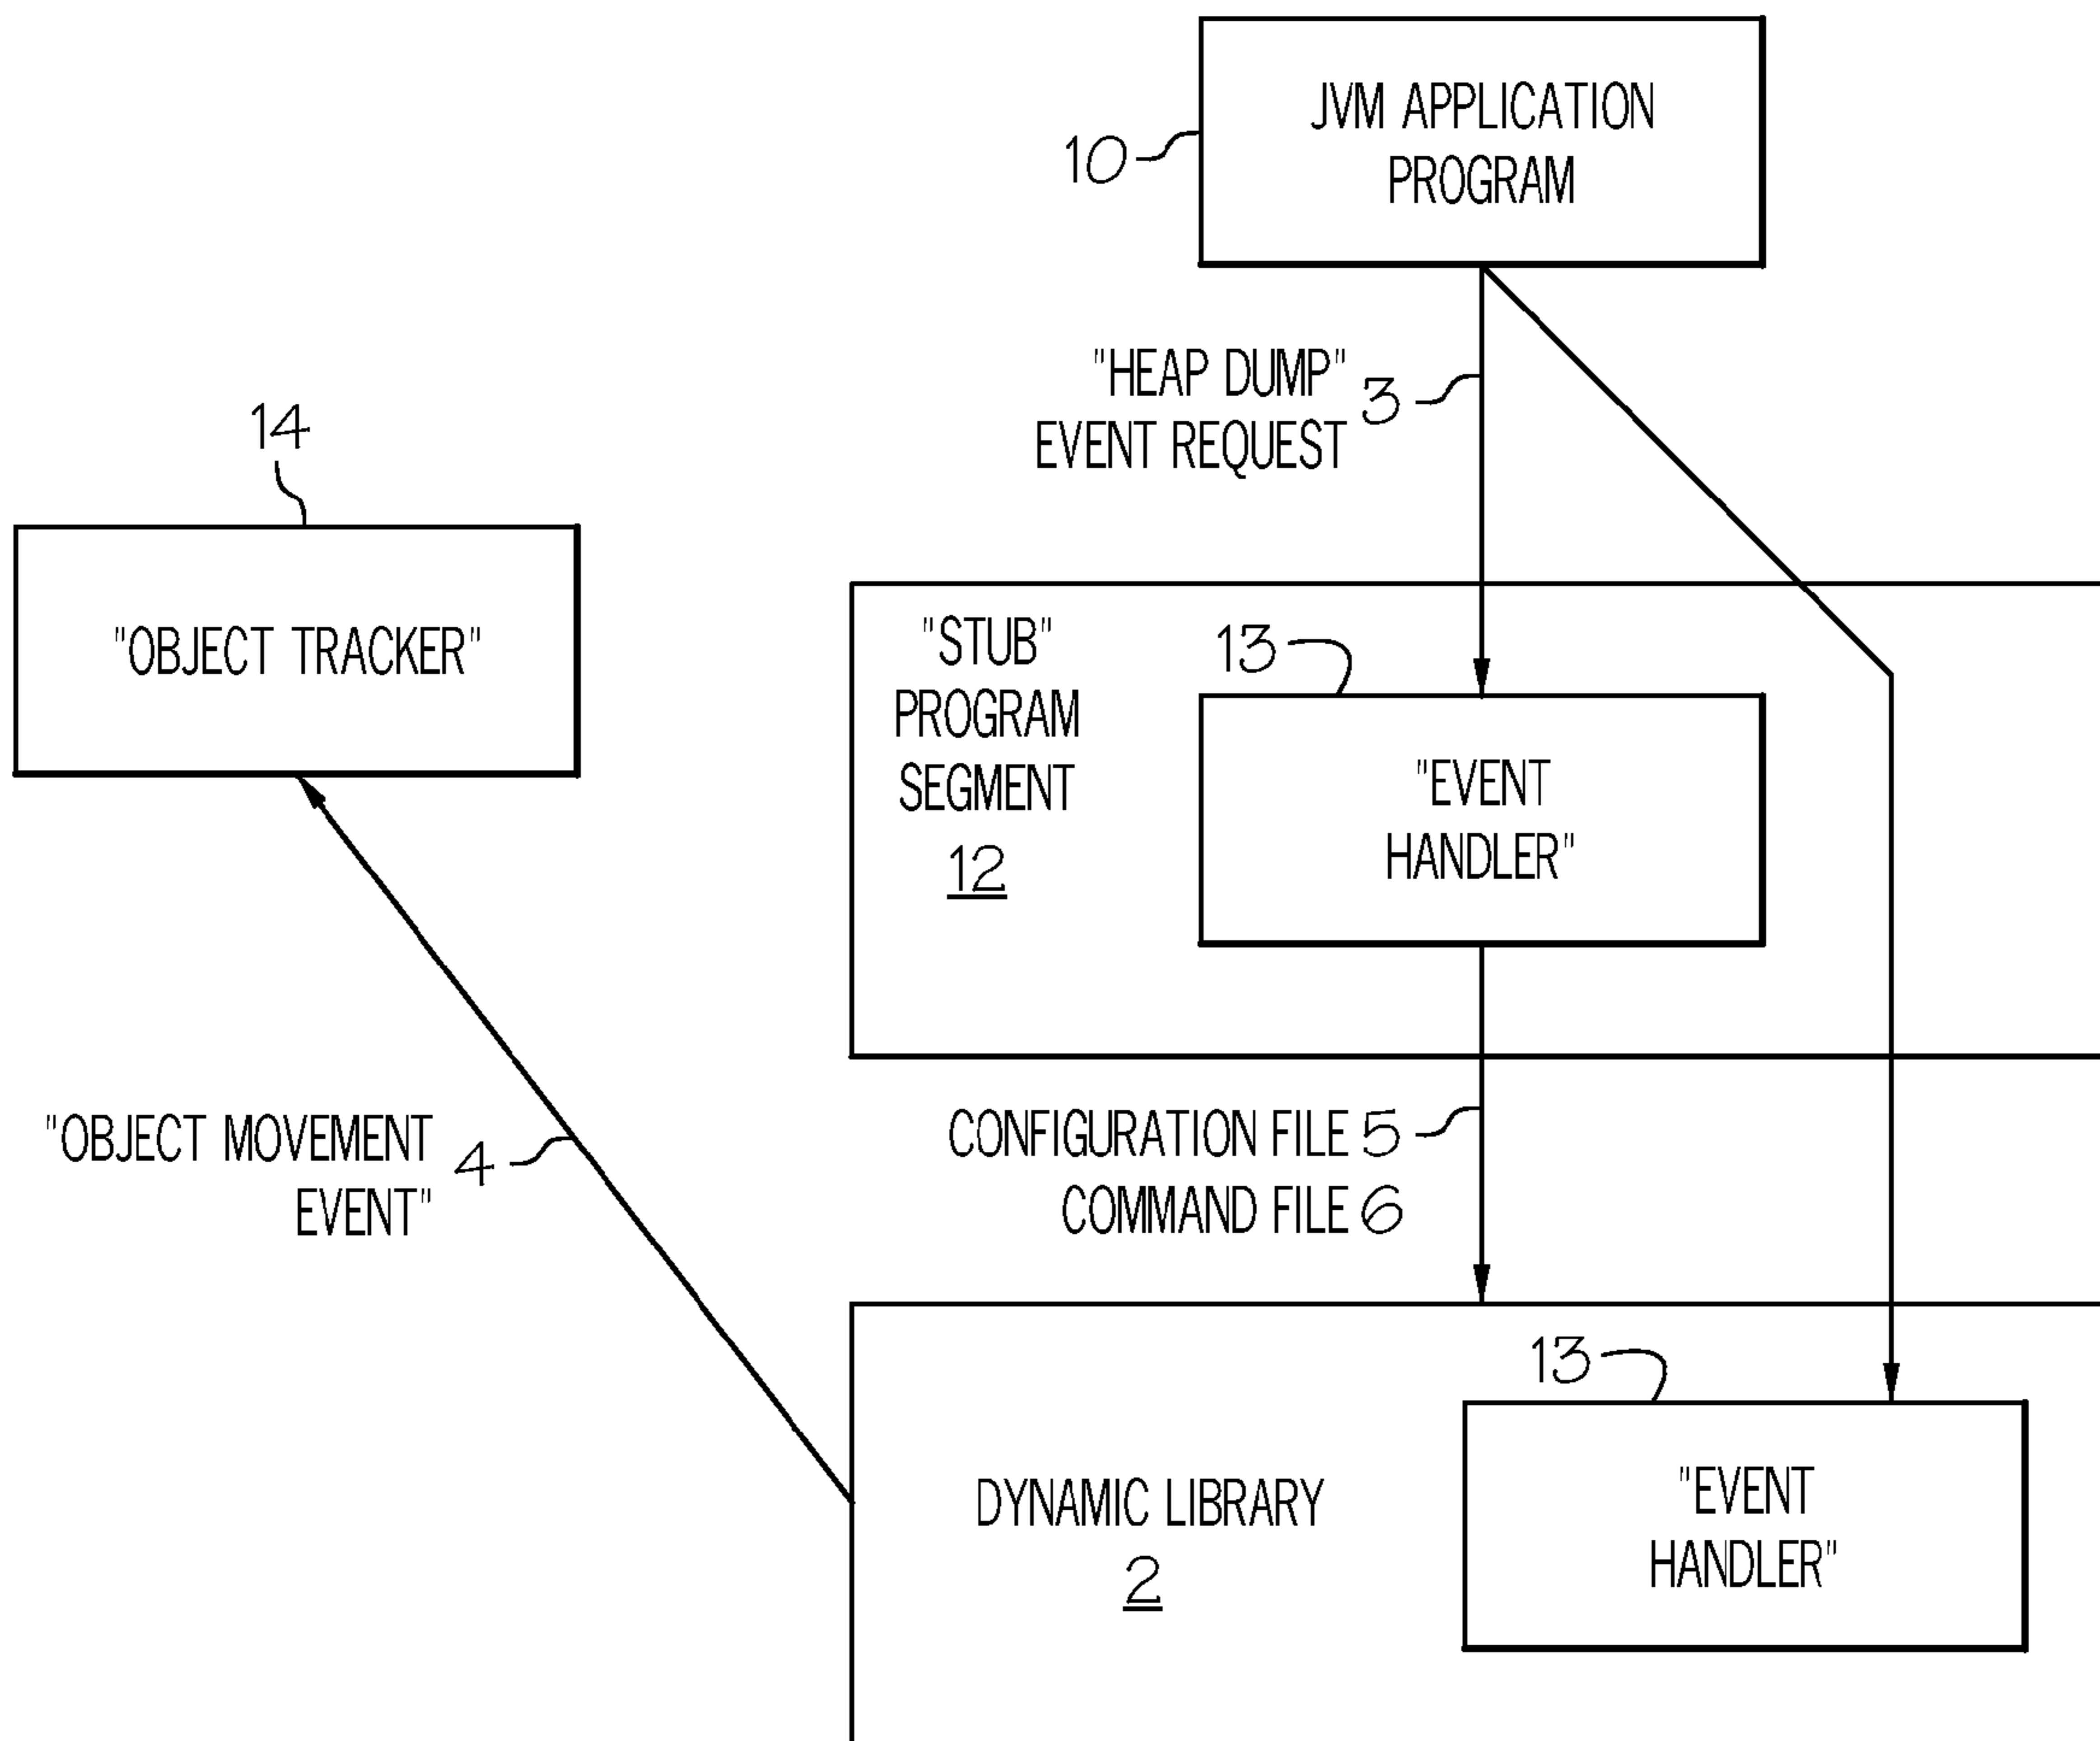 JVM APPLICATION
PROGRAM
10
"HEAP DUMP"
EVENT REQUEST
3
14
"OBJECT TRACKER"
"STUB"
PROGRAM
SEGMENT
12
13
"EVENT
HANDLER"
"OBJECT MOVEMENT
EVENT"
4
CONFIGURATION FILE 5
COMMAND FILE 6
DYNAMIC LIBRARY
2
13
"EVENT
HANDLER"